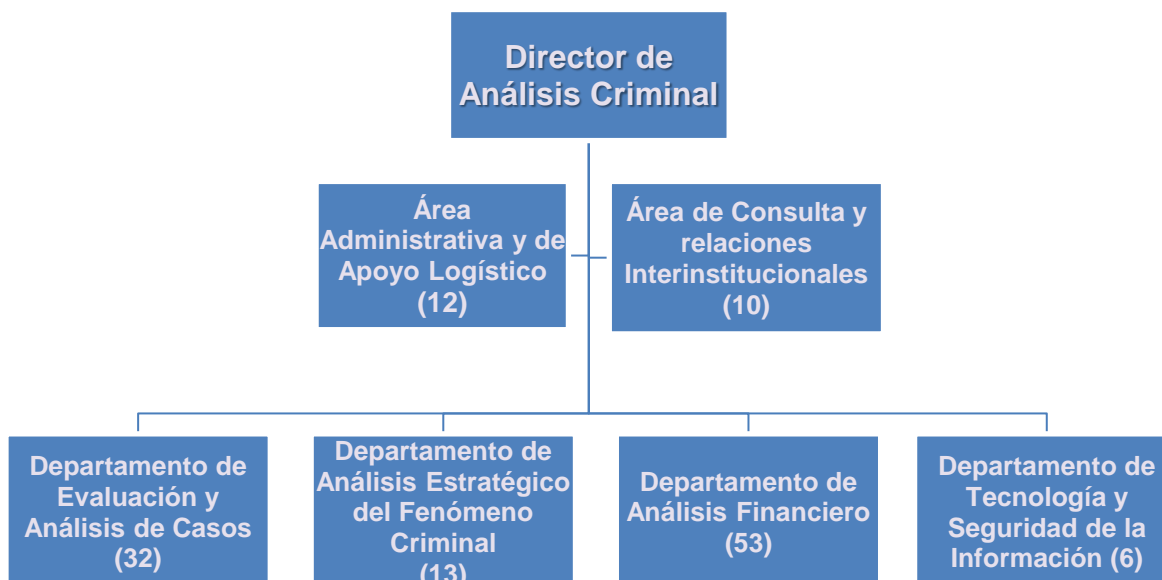 Director de
Análisis Criminal
Área
Administrativa y de
Apoyo Logístico
(12)
Área de Consulta y
relaciones
Interinstitucionales
(10)
Departamento de
Evaluación y
Análisis de Casos
(32)
Departamento de
Análisis Estratégico
del Fenómeno
Criminal
(13)
Departamento de
Análisis Financiero
(53)
Departamento de
Tecnología y
Seguridad de la
Información (6)